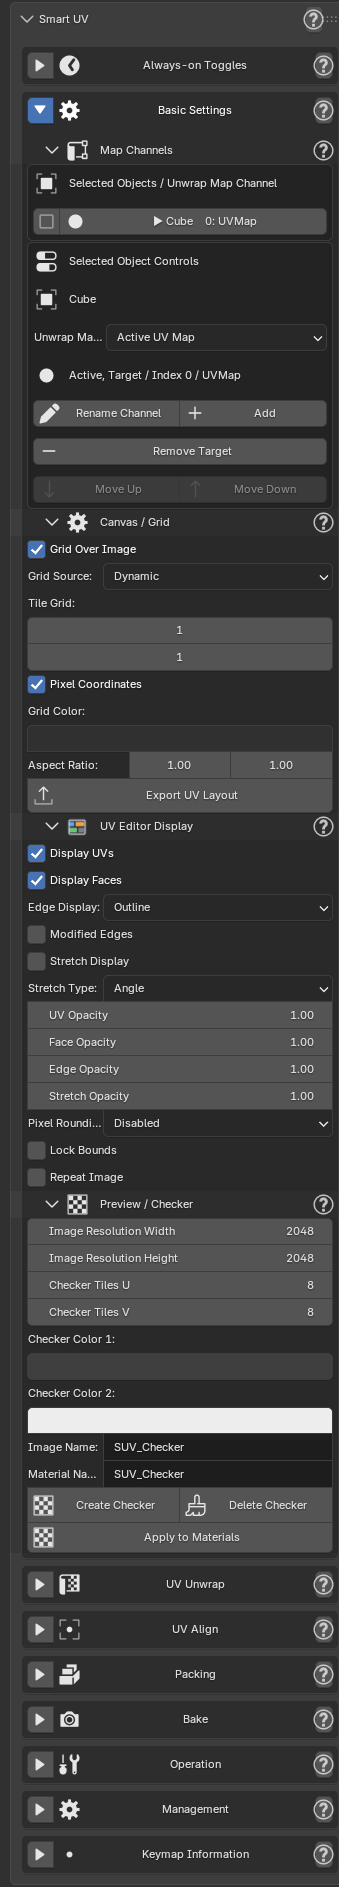 Smart UV
Always-on Toggles
Basic Settings
Map Channels
Selected Objects / Unwrap Map Channel
Cube 0: UVMap
Selected Object Controls
Cube
Unwrap Ma... Active UV Map
Active, Target / Index 0 / UVMap
Rename Channel Add
Remove Target
Move Up Move Down
Canvas / Grid
Grid Over Image
Grid Source: Dynamic
Tile Grid:
1
1
Pixel Coordinates
Grid Color:
Aspect Ratio: 1.00 1.00
Export UV Layout
UV Editor Display
Display UVs
Display Faces
Edge Display: Outline
Modified Edges
Stretch Display
Stretch Type: Angle
UV Opacity 1.00
Face Opacity 1.00
Edge Opacity 1.00
Stretch Opacity 1.00
Pixel Roundi... Disabled
Lock Bounds
Repeat Image
Preview / Checker
Image Resolution Width 2048
Image Resolution Height 2048
Checker Tiles U 8
Checker Tiles V 8
Checker Color 1:
Checker Color 2:
Image Name: SUV_Checker
Material Na... SUV_Checker
Create Checker Delete Checker
Apply to Materials
UV Unwrap
UV Align
Packing
Bake
Operation
Management
Keymap Information